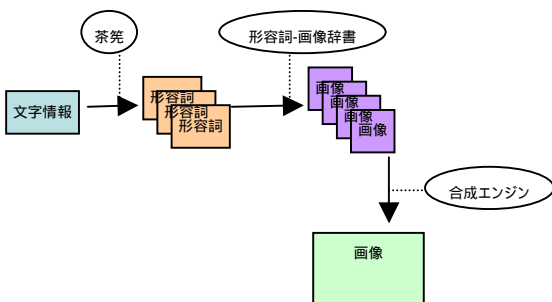 茶筅
形容詞-画像辞書
文字情報
形容詞
形容詞
形容詞
画像
画像
画像
画像
合成エンジン
画像